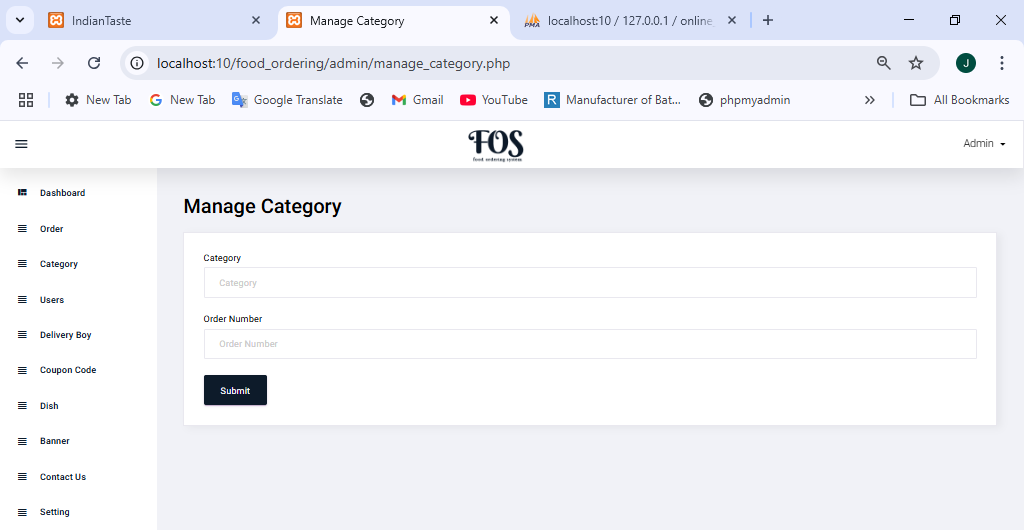 IndianTaste
Manage Category
localhost:10 / 127.0.0.1 / online_
localhost:10/food_ordering/admin/manage_category.php
J
New Tab
New Tab
Google Translate
Gmail
YouTube
R
Manufacturer of Bat...
phpmyadmin
All Bookmarks
FOS
food ordering system
Admin
Dashboard
Order
Category
Users
Delivery Boy
Coupon Code
Dish
Banner
Contact Us
Setting
Manage Category
Category
Category
Order Number
Order Number
Submit